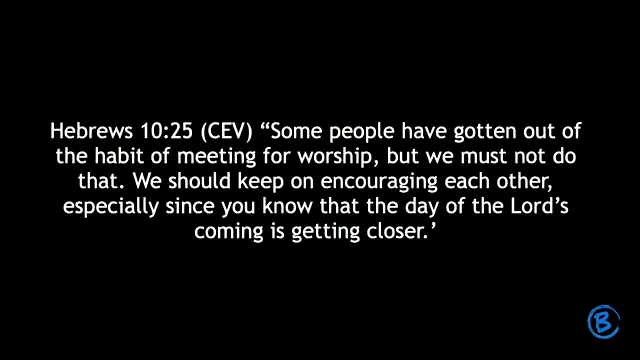 Hebrews 10:25 (CEV) “Some people have gotten out of
the habit of meeting for worship, but we must not do
that. We should keep on encouraging each other,
especially since you know that the day of the Lord’s
coming is getting closer.’
B